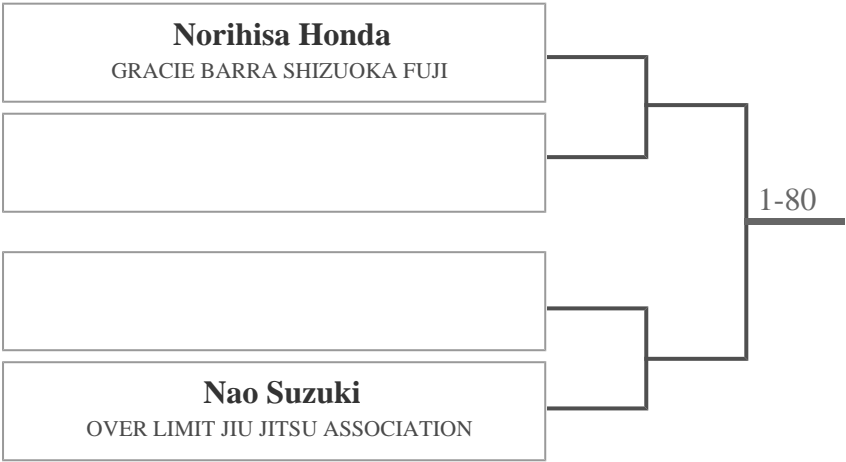 Norihisa Honda
GRACIE BARRA SHIZUOKA FUJI
1-80
Nao Suzuki
OVER LIMIT JIU JITSU ASSOCIATION